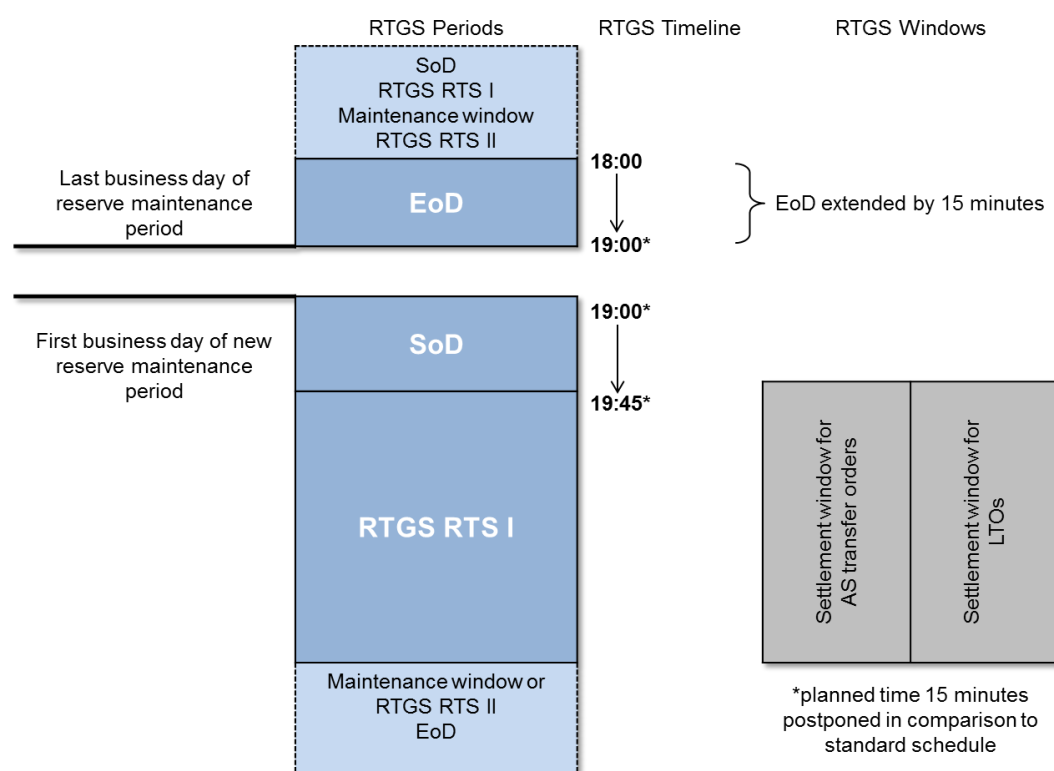 RTGS Periods
RTGS Timeline
RTGS Windows
SoD
RTGS RTS I
Maintenance window
RTGS RTS II
18:00
Last business day of
reserve maintenance
period
EoD
EoD extended by 15 minutes
19:00*
19:00*
First business day of new
reserve maintenance
period
SoD
19:45*
RTGS RTS I
Settlement window for
AS transfer orders
Settlement window for
LTOs
Maintenance window or
RTGS RTS II
EoD
*planned time 15 minutes
postponed in comparison to
standard schedule